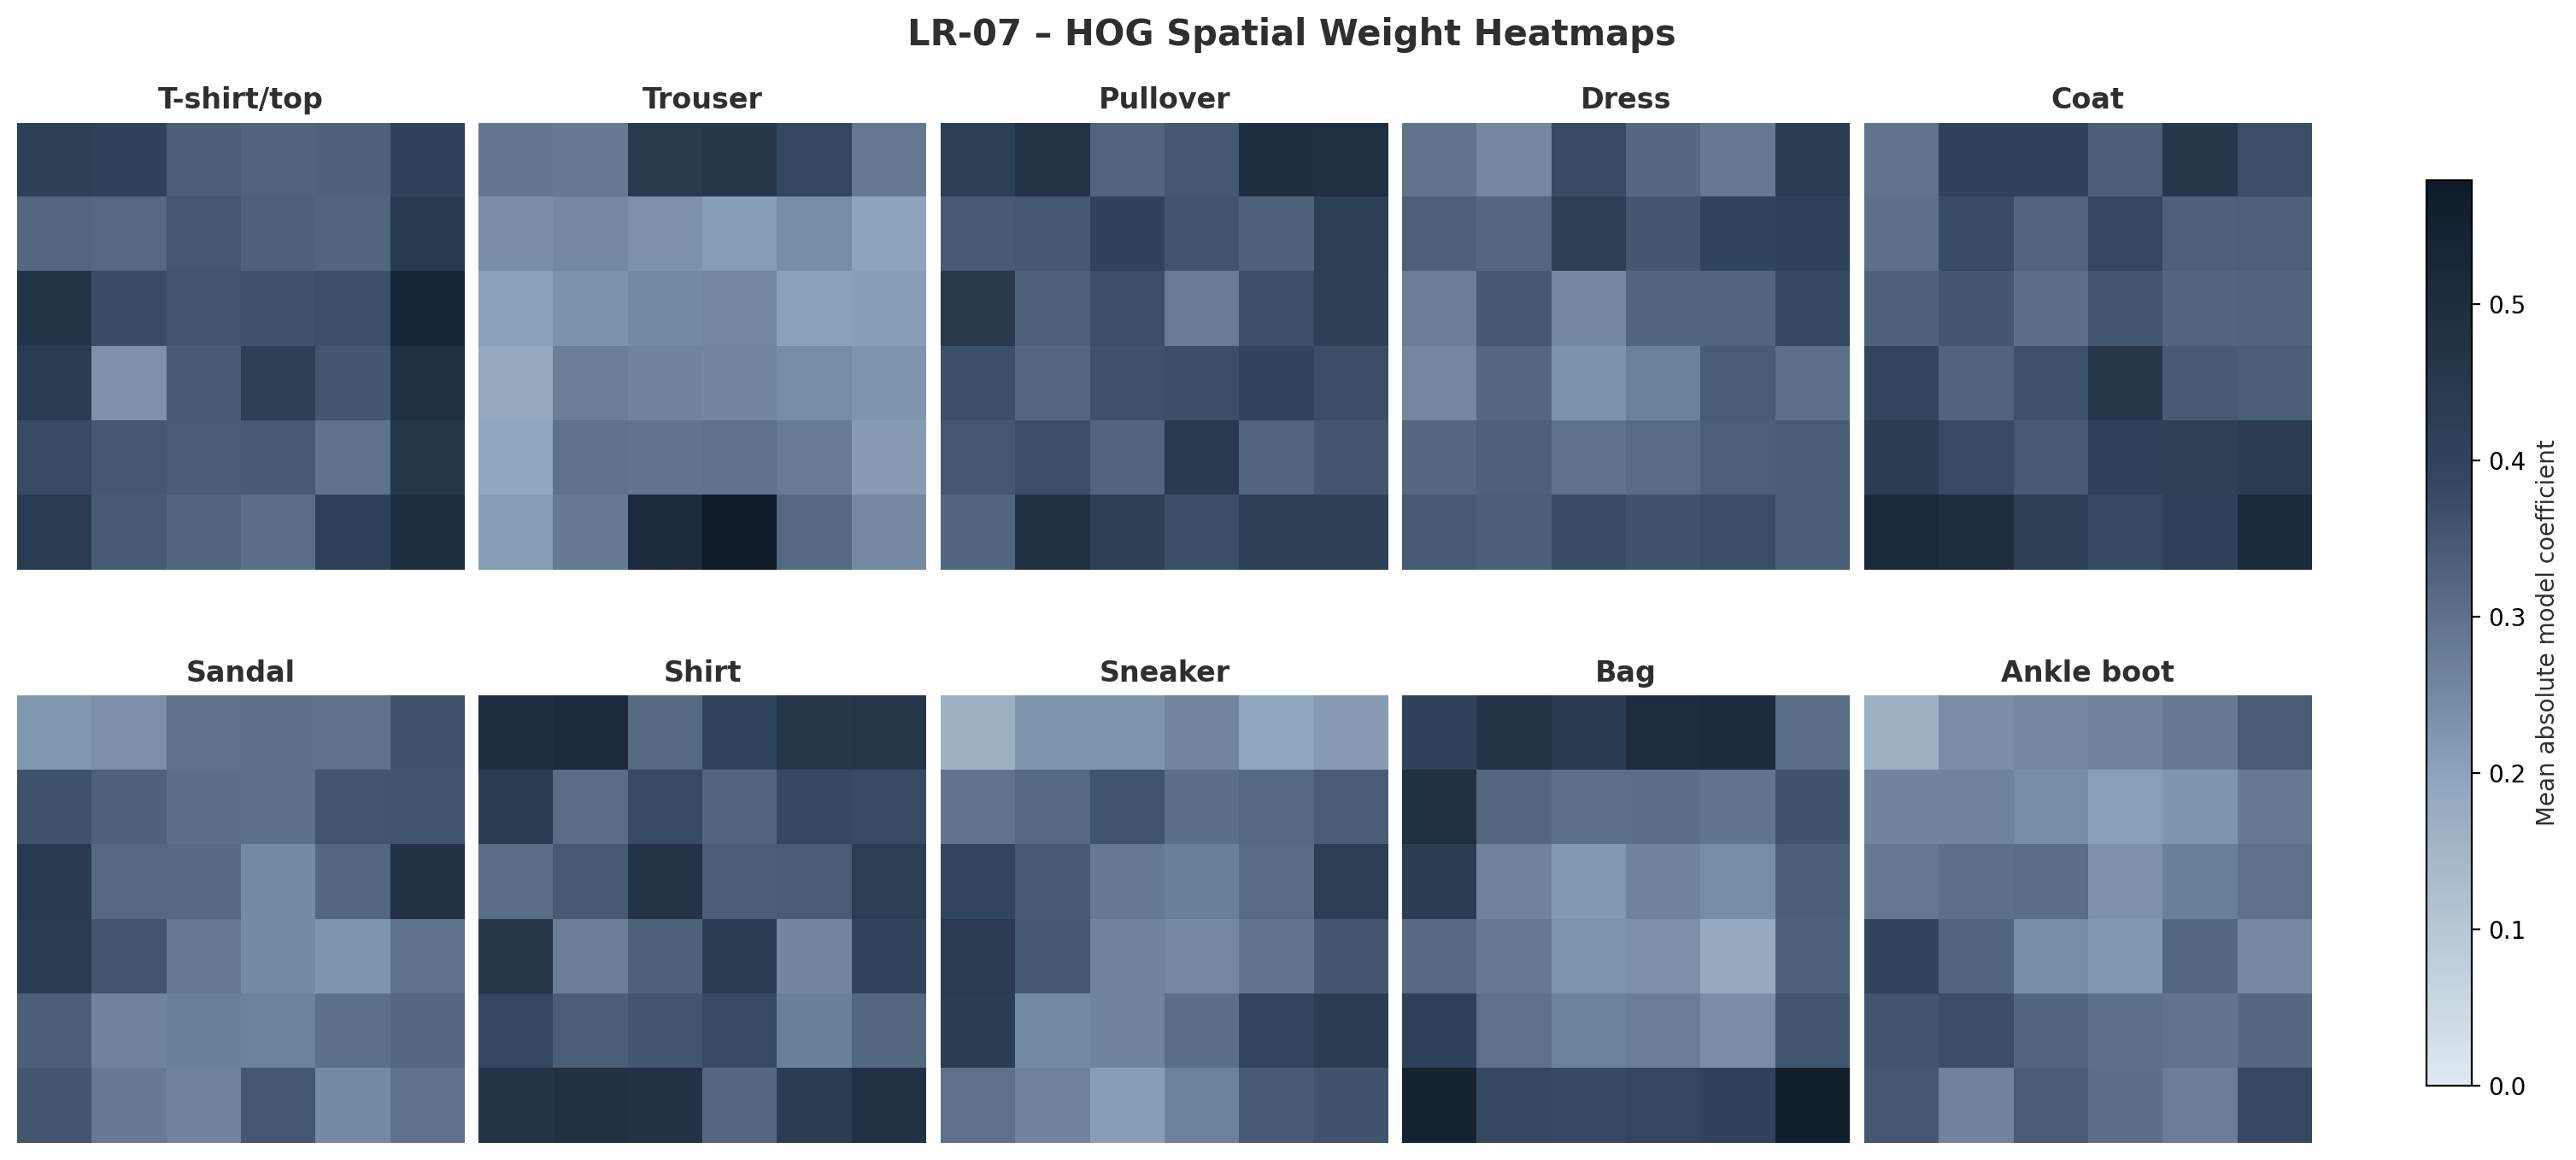 LR-07 – HOG Spatial Weight Heatmaps
T-shirt/top
Trouser
Pullover
Dress
Coat
Sandal
Shirt
Sneaker
Bag
Ankle boot
0.5
0.4
0.3
0.2
0.1
0.0
Mean absolute model coefficient